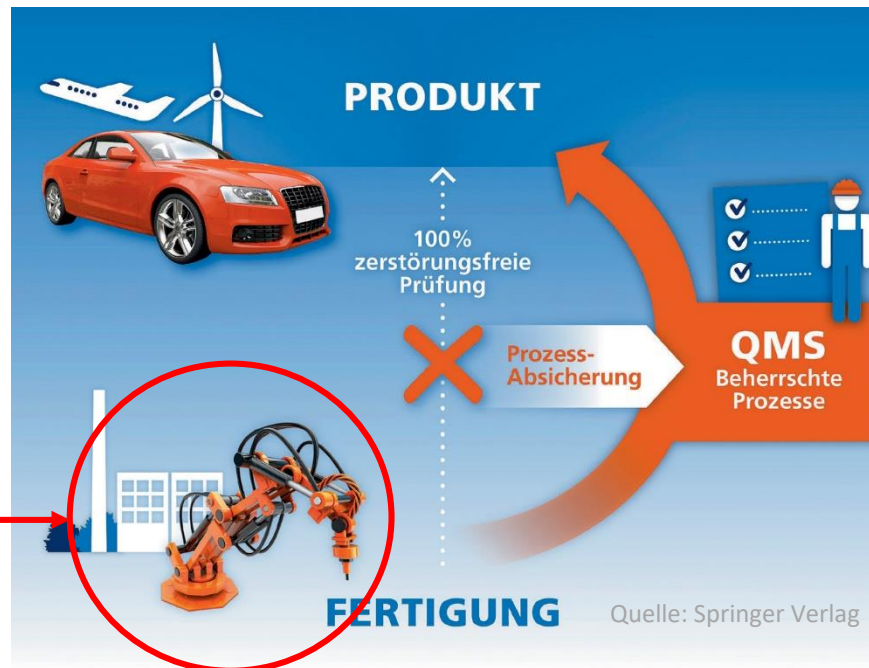 PRODUKT
100%
zerstörungsfreie
Prüfung
Prozess-
Absicherung
QMS
Beherrschte
Prozesse
FERTIGUNG
Quelle: Springer Verlag